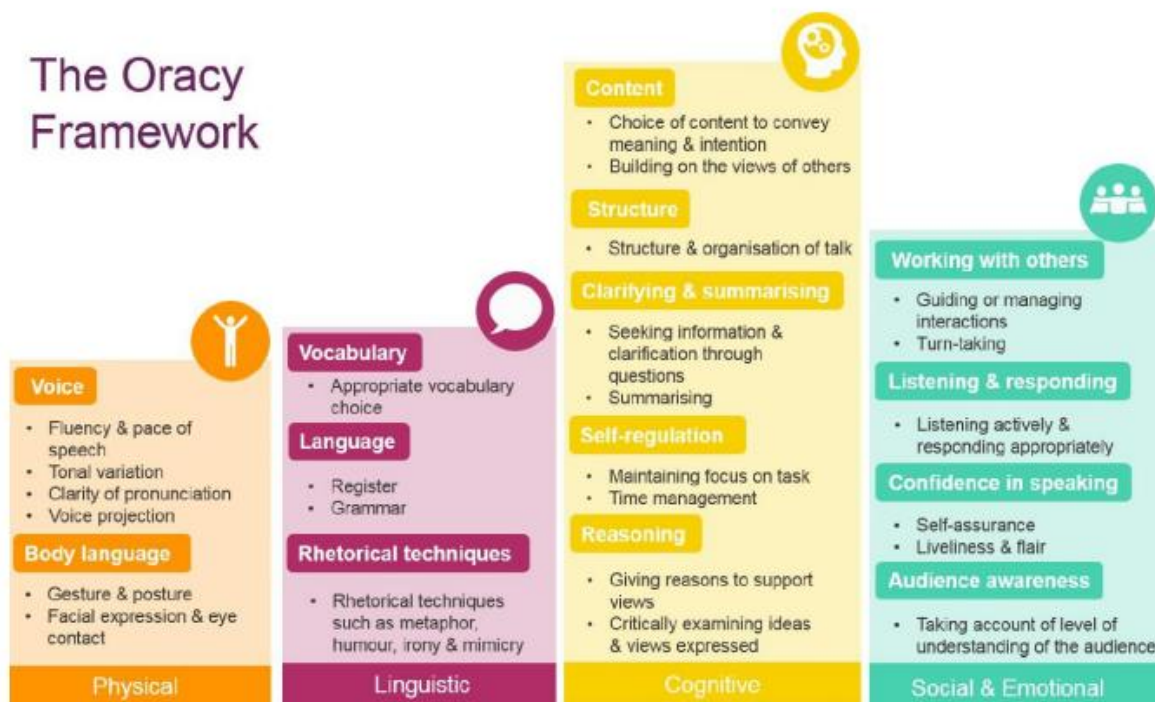 The Oracy
Framework
Voice
• Fluency & pace of
speech
• Tonal variation
• Clarity of pronunciation
• Voice projection
Body language
• Gesture & posture
• Facial expression & eye
contact
Physical
Vocabulary
• Appropriate vocabulary
choice
Language
• Register
• Grammar
Rhetorical techniques
• Rhetorical techniques
such as metaphor,
humour, irony & mimicry
Linguistic
Content
• Choice of content to convey
meaning & intention
• Building on the views of others
Structure
• Structure & organisation of talk
Clarifying & summarising
• Seeking information &
clarification through
questions
• Summarising
Self-regulation
• Maintaining focus on task
• Time management
Reasoning
• Giving reasons to support
views
• Critically examining ideas
& views expressed
Cognitive
Working with others
• Guiding or managing
interactions
• Turn-taking
Listening & responding
• Listening actively &
responding appropriately
Confidence in speaking
• Self-assurance
• Liveliness & flair
Audience awareness
• Taking account of level of
understanding of the audience
Social & Emotional